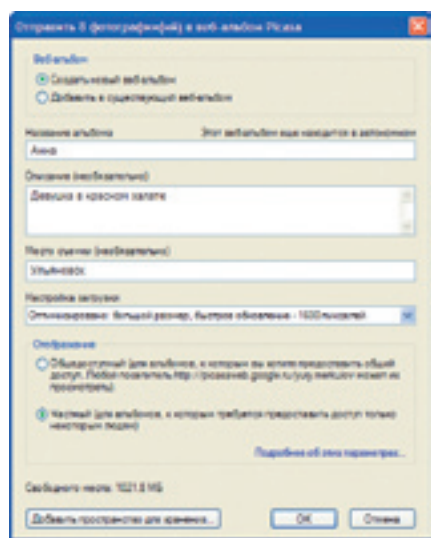 Отправить 8 фотографии(й) в веб-альбом Picasa
Веб-альбом
Создать новый веб-альбом
Добавить в существующий веб-альбом
Название альбома Этот веб-альбом еще находится в автономном
Анна
Описание (необязательно)
Девушка в красном халате
Место съемки (необязательно)
Ульяновск
Настройка загрузки
Оптимизировано: большой размер, быстрое обновление - 1600 пикселей
Отображение
Общедоступный (для альбомов, к которым вы хотите предоставить общий
доступ. Любой посетитель http://picasaweb.google.ru/ может их
просмотреть)
Частный (для альбомов, к которым требуется предоставить доступ только
некоторым людям)
Подробнее об этих параметрах...
Свободного места: 1021.8 МБ
Добавить пространство для хранения...
OK
Отмена